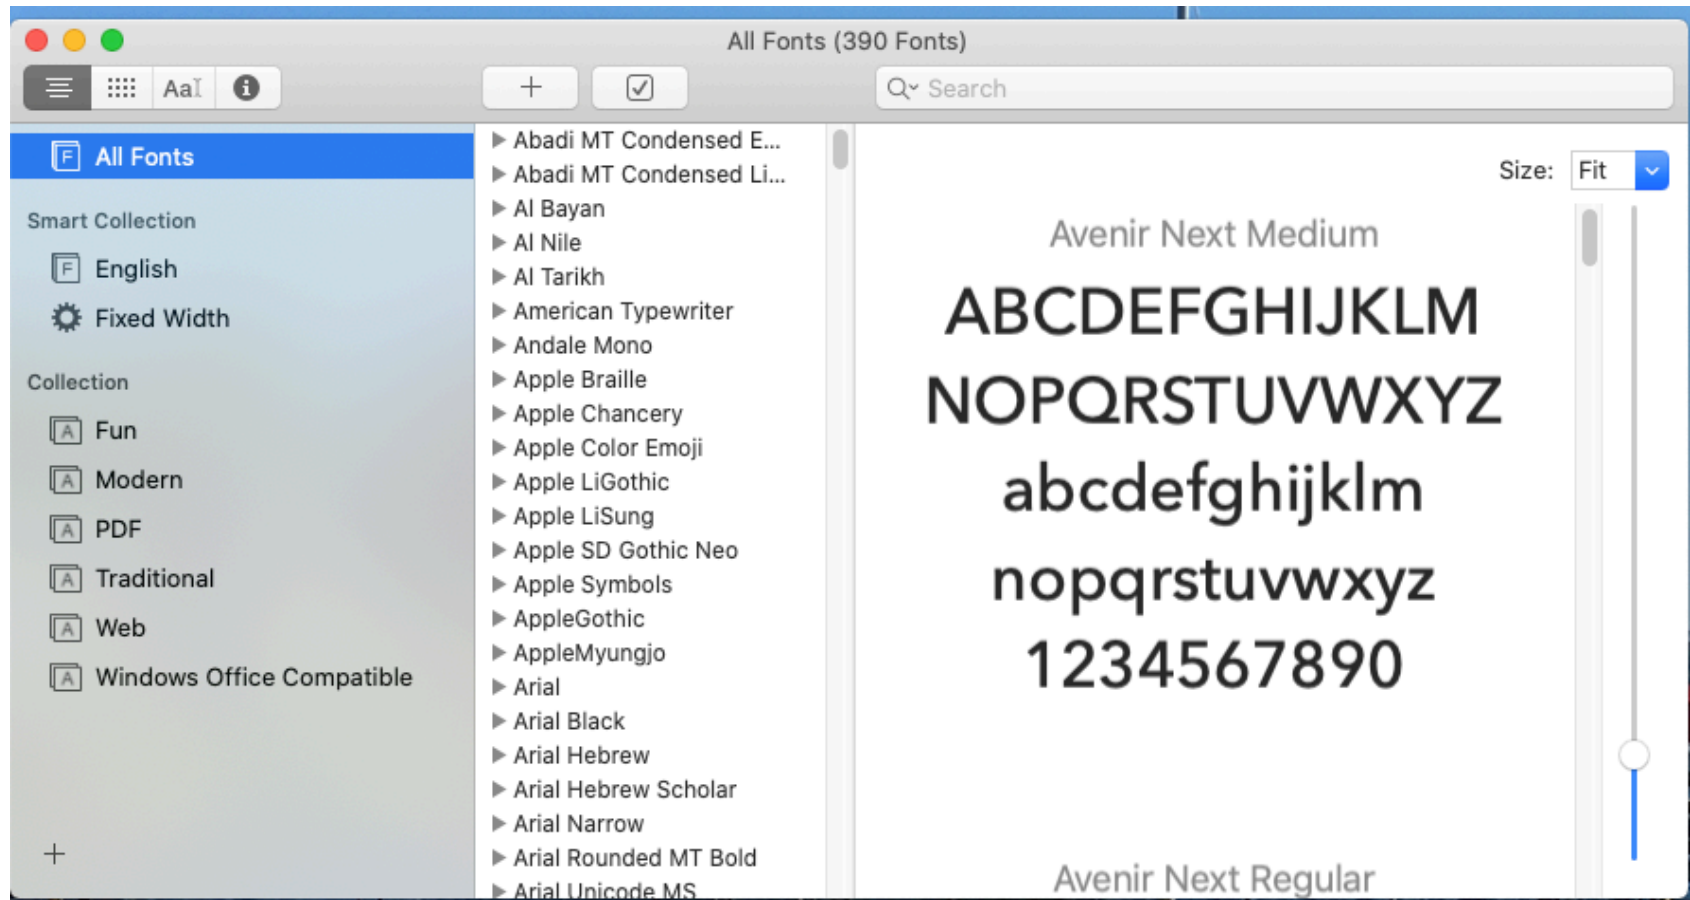 All Fonts (390 Fonts)
Aa
Search
All Fonts
Smart Collection
English
Fixed Width
Collection
Fun
Modern
PDF
Traditional
Web
Windows Office Compatible
Abadi MT Condensed E...
Abadi MT Condensed Li...
Al Bayan
Al Nile
Al Tarikh
American Typewriter
Andale Mono
Apple Braille
Apple Chancery
Apple Color Emoji
Apple LiGothic
Apple LiSung
Apple SD Gothic Neo
Apple Symbols
AppleGothic
AppleMyungjo
Arial
Arial Black
Arial Hebrew
Arial Hebrew Scholar
Arial Narrow
Arial Rounded MT Bold
Arial Unicode MS
Size: Fit
Avenir Next Medium
ABCDEFGHIJKLM
NOPQRSTUVWXYZ
abcdefghijklm
nopqrstuvwxyz
1234567890
Avenir Next Regular